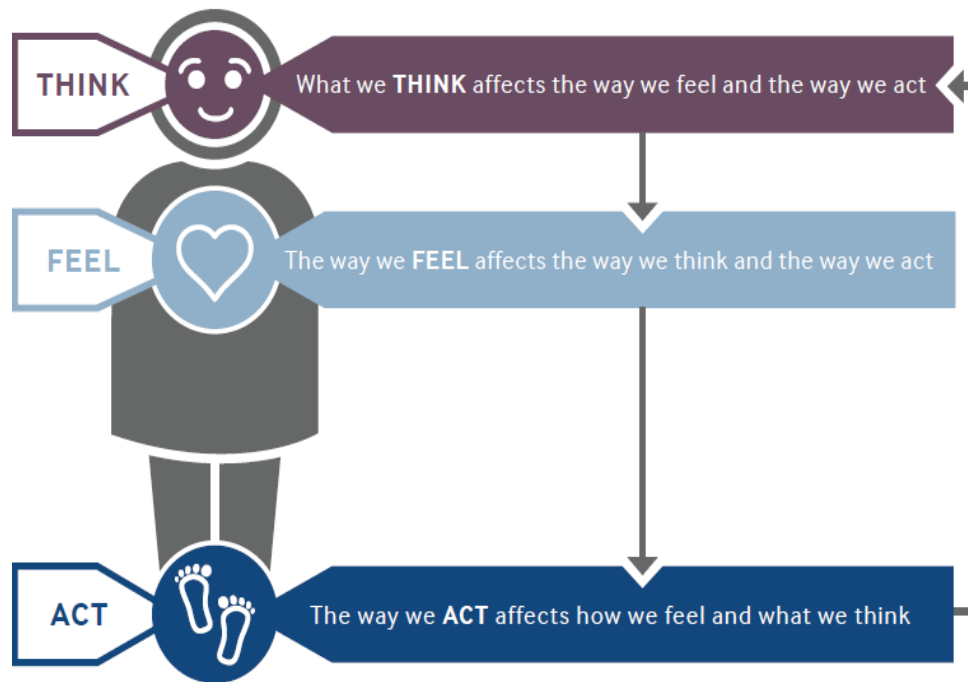 THINK
What we THINK affects the way we feel and the way we act
FEEL
The way we FEEL affects the way we think and the way we act
ACT
The way we ACT affects how we feel and what we think